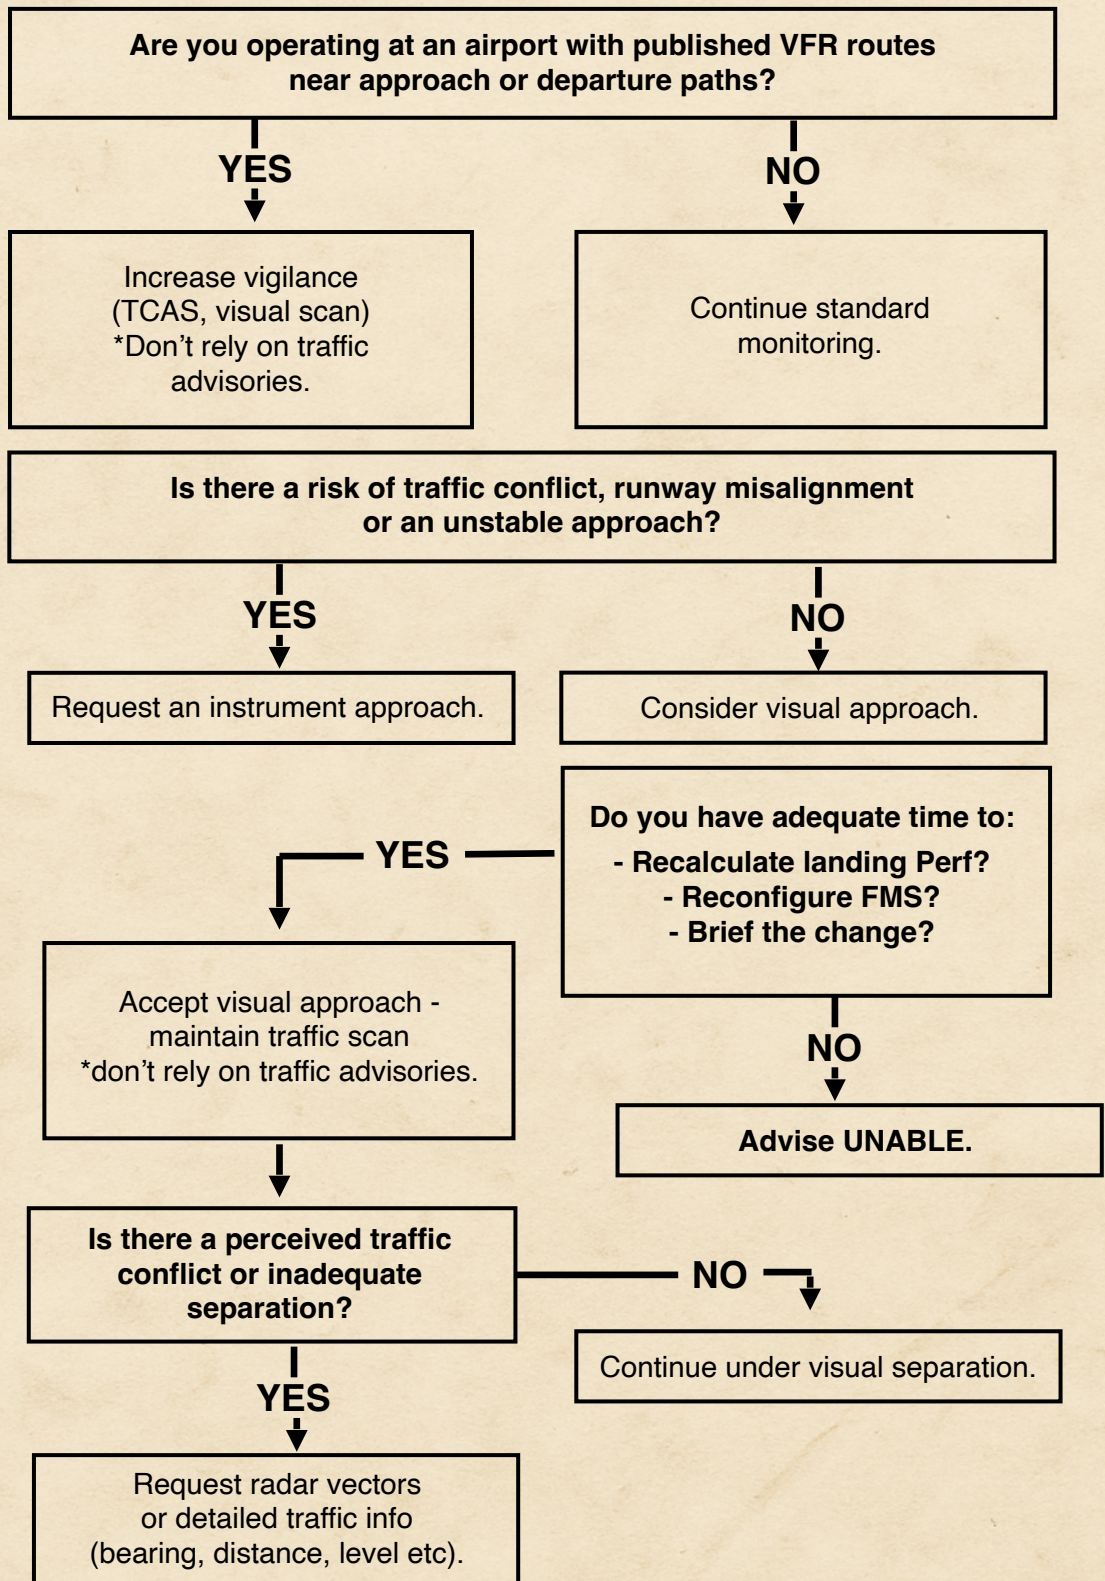 Are you operating at an airport with published VFR routes
near approach or departure paths?
YES
NO
Increase vigilance
(TCAS, visual scan)
*Don't rely on traffic
advisories.
Continue standard
monitoring.
Is there a risk of traffic conflict, runway misalignment
or an unstable approach?
YES
NO
Request an instrument approach.
Consider visual approach.
Do you have adequate time to:
- Recalculate landing Perf?
- Reconfigure FMS?
- Brief the change?
YES
NO
Accept visual approach -
maintain traffic scan
*don't rely on traffic advisories.
Advise UNABLE.
Is there a perceived traffic
conflict or inadequate
separation?
NO
Continue under visual separation.
YES
Request radar vectors
or detailed traffic info
(bearing, distance, level etc).